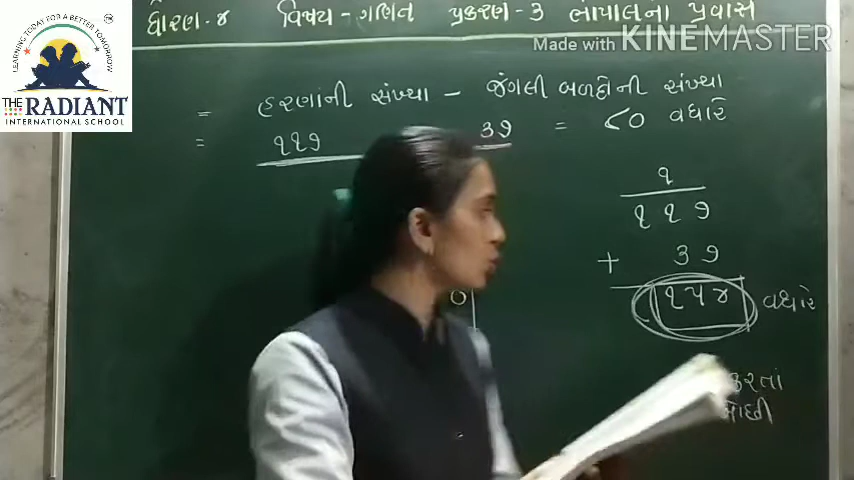 LEARNING TODAY, FOR A BETTER TOMORROW
THE RADIANT
INTERNATIONAL SCHOOL
Made with KINEMASTER
ધોરણ-૪ વિષય - ગણિત પ્રકરણ-૩ ભોપાલનો પ્રવાસ
= હરણાંની સંખ્યા - જંગલી બળદોની સંખ્યા
= ૧૧૭ ૩૭ = ૮૦ વધારે
૧
૧૧૭
+ ૩૭
૧૫૪ વધારે
કરતાં
ઓછી